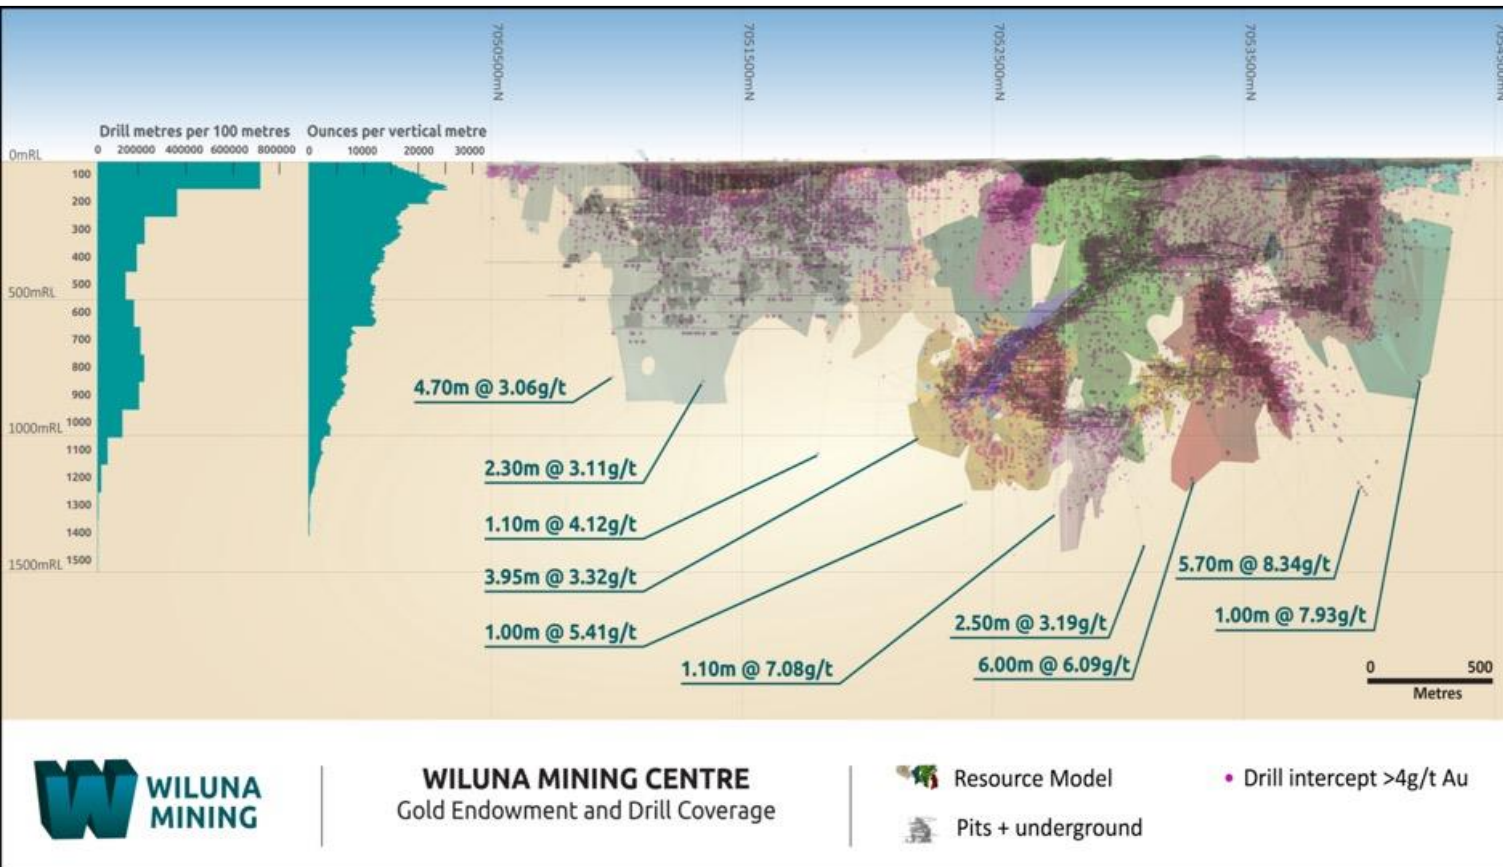 7050500mN
7051500mN
7052500mN
7053500mN
7054500mN
Drill metres per 100 metres
0 200000 400000 600000 800000
Ounces per vertical metre
0 10000 20000 30000
0mRL
100
200
300
400
500
500mRL
600
700
800
900
1000
1000mRL
1100
1200
1300
1400
1500
1500mRL
4.70m @ 3.06g/t
2.30m @ 3.11g/t
1.10m @ 4.12g/t
3.95m @ 3.32g/t
1.00m @ 5.41g/t
1.10m @ 7.08g/t
2.50m @ 3.19g/t
6.00m @ 6.09g/t
5.70m @ 8.34g/t
1.00m @ 7.93g/t
0 500
Metres
WILUNA
MINING
WILUNA MINING CENTRE
Gold Endowment and Drill Coverage
Resource Model
Pits + underground
Drill intercept >4g/t Au